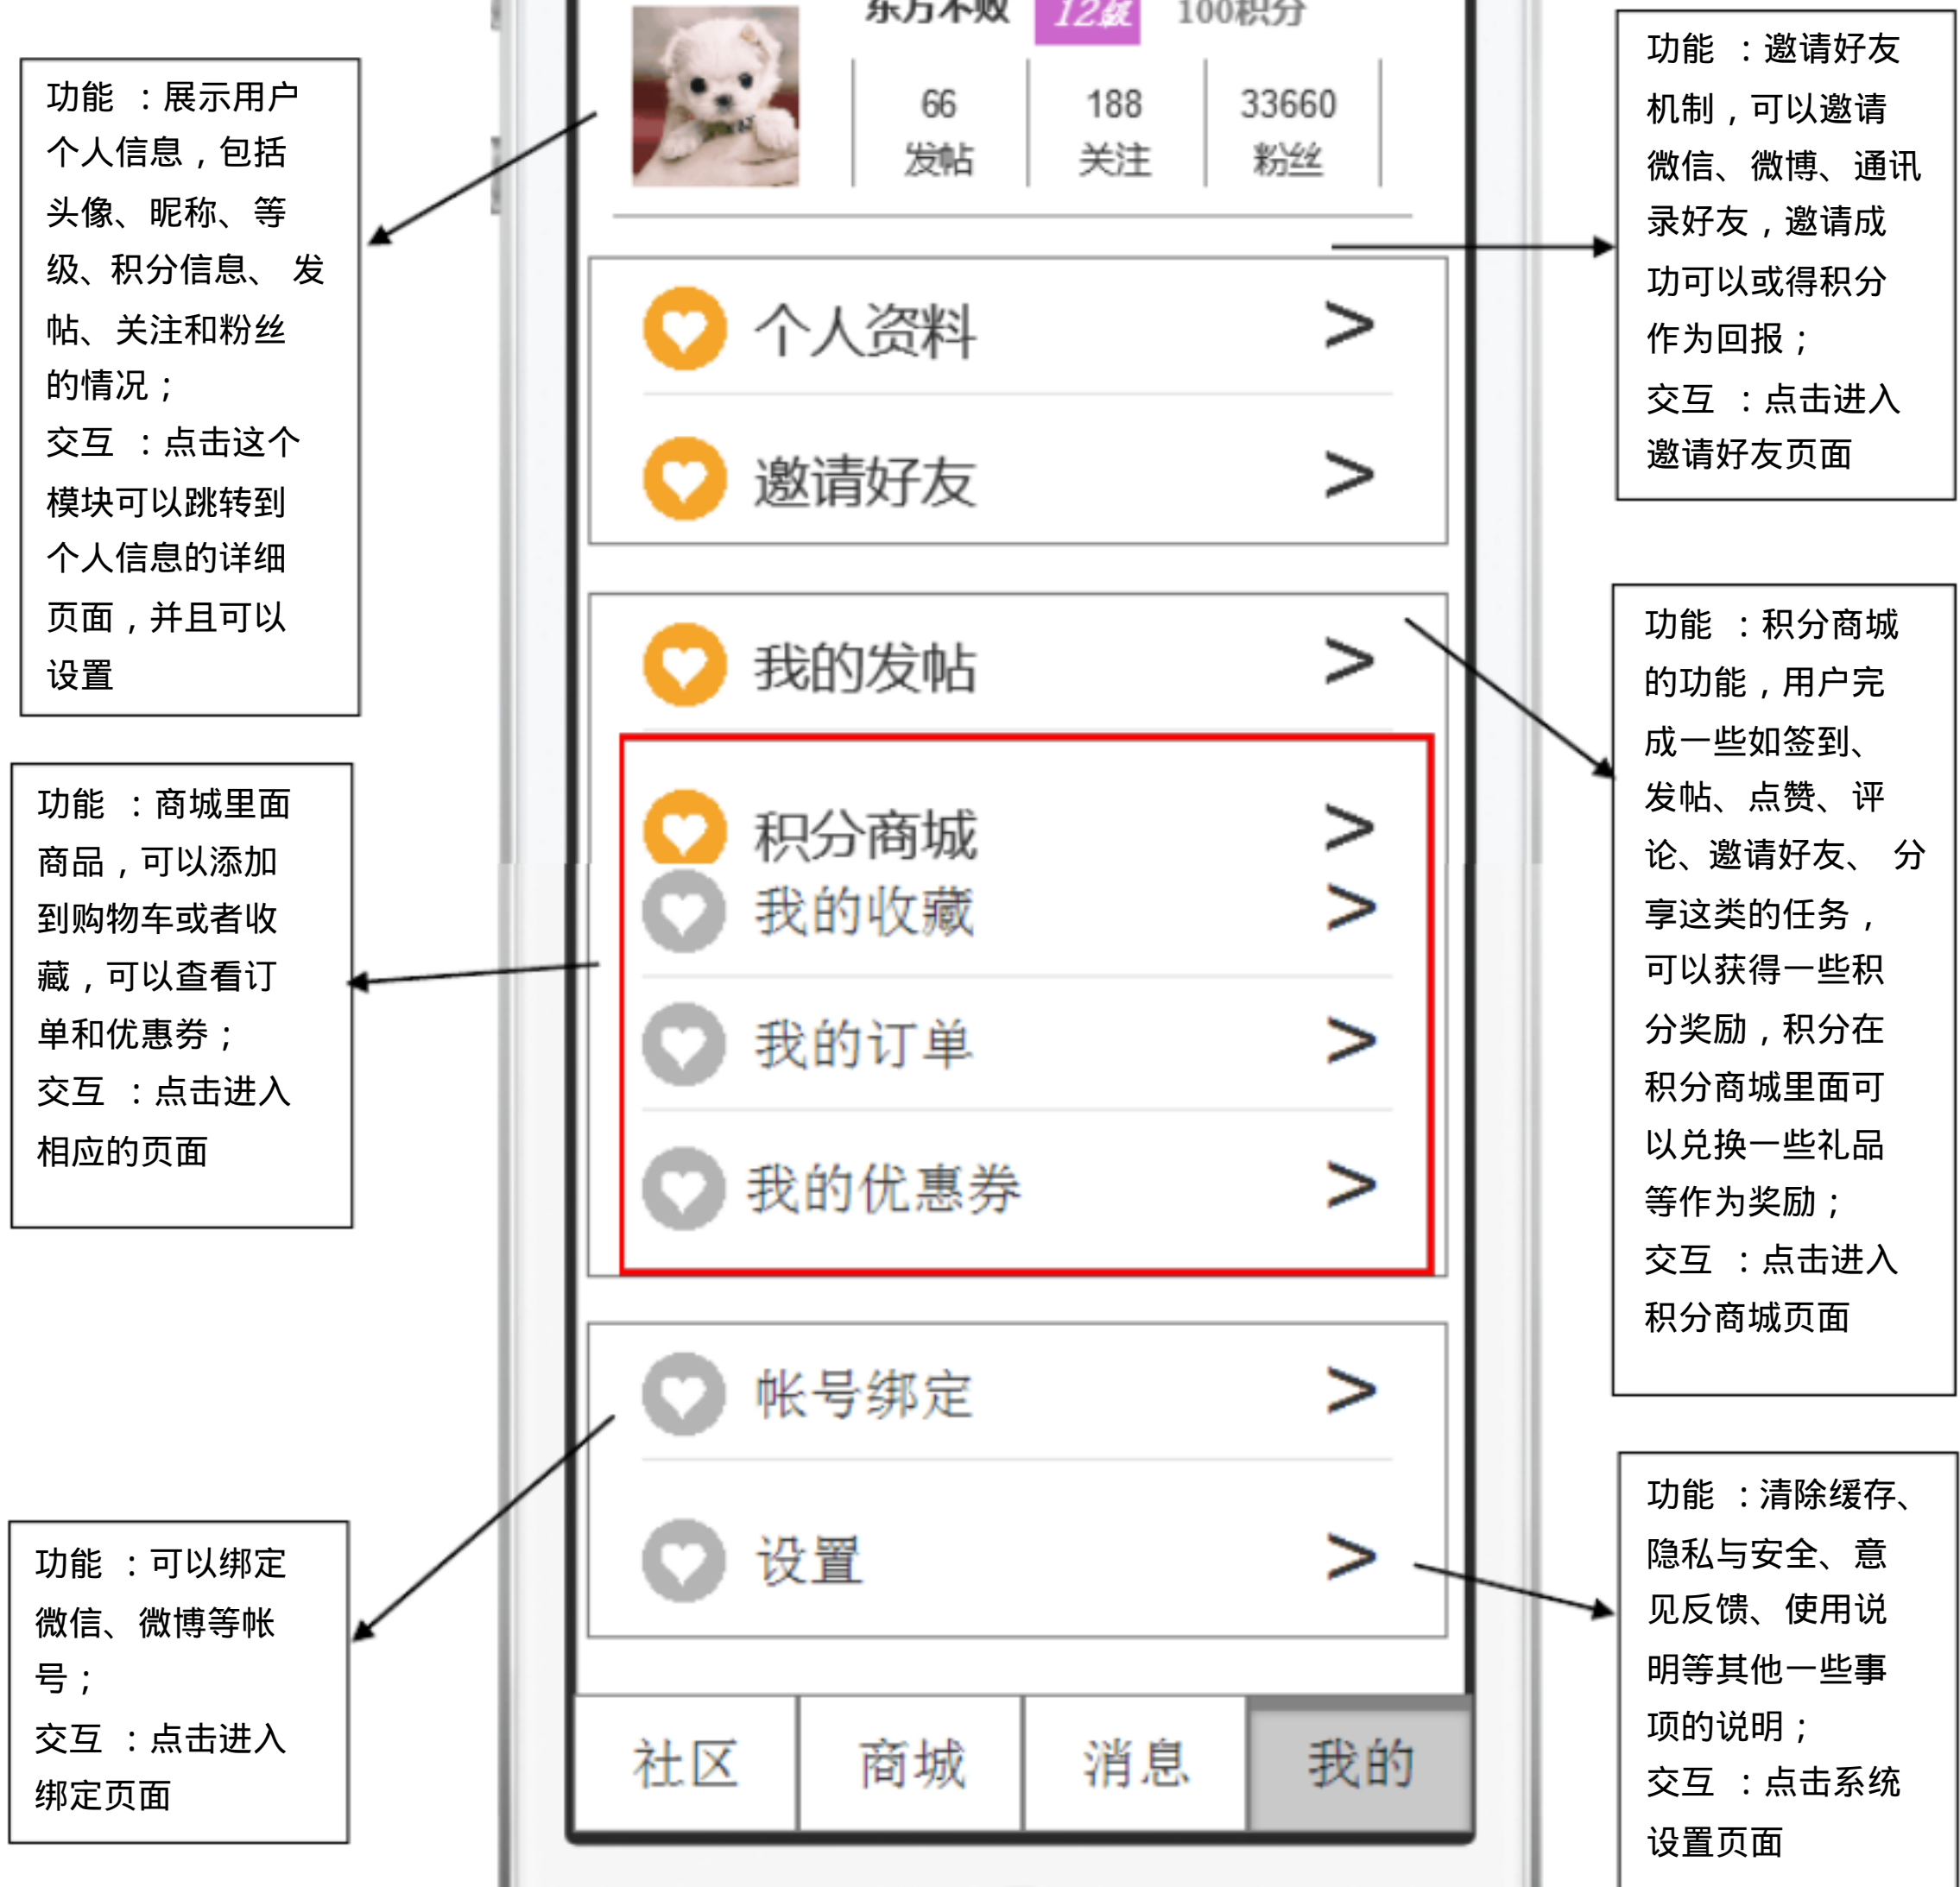 东方不败 12级 100积分
66 188 33660
发帖 关注 粉丝
个人资料 >
邀请好友 >
我的发帖 >
积分商城 >
我的收藏 >
我的订单 >
我的优惠券 >
帐号绑定 >
设置 >
社区 商城 消息 我的
功能 ：展示用户
个人信息，包括
头像、昵称、等
级、积分信息、 发
帖、关注和粉丝
的情况；
交互 ：点击这个
模块可以跳转到
个人信息的详细
页面，并且可以
设置
功能 ：商城里面
商品，可以添加
到购物车或者收
藏，可以查看订
单和优惠券；
交互 ：点击进入
相应的页面
功能 ：可以绑定
微信、微博等帐
号；
交互 ：点击进入
绑定页面
功能 ：邀请好友
机制，可以邀请
微信、微博、通讯
录好友，邀请成
功可以或得积分
作为回报；
交互 ：点击进入
邀请好友页面
功能 ：积分商城
的功能，用户完
成一些如签到、
发帖、点赞、评
论、邀请好友、 分
享这类的任务，
可以获得一些积
分奖励，积分在
积分商城里面可
以兑换一些礼品
等作为奖励；
交互 ：点击进入
积分商城页面
功能 ：清除缓存、
隐私与安全、意
见反馈、使用说
明等其他一些事
项的说明；
交互 ：点击系统
设置页面